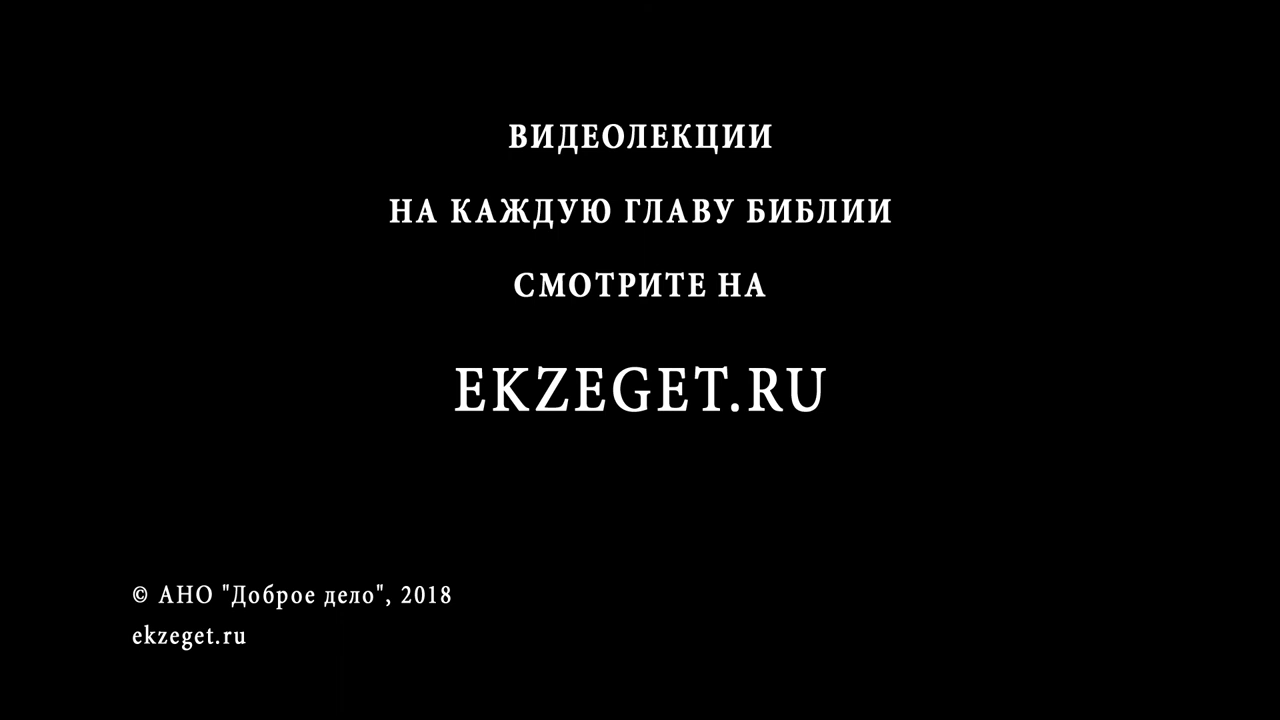 ВИДЕОЛЕКЦИИ
НА КАЖДУЮ ГЛАВУ БИБЛИИ
СМОТРИТЕ НА
EKZEGET.RU
© АНО "Доброе дело", 2018
ekzeget.ru